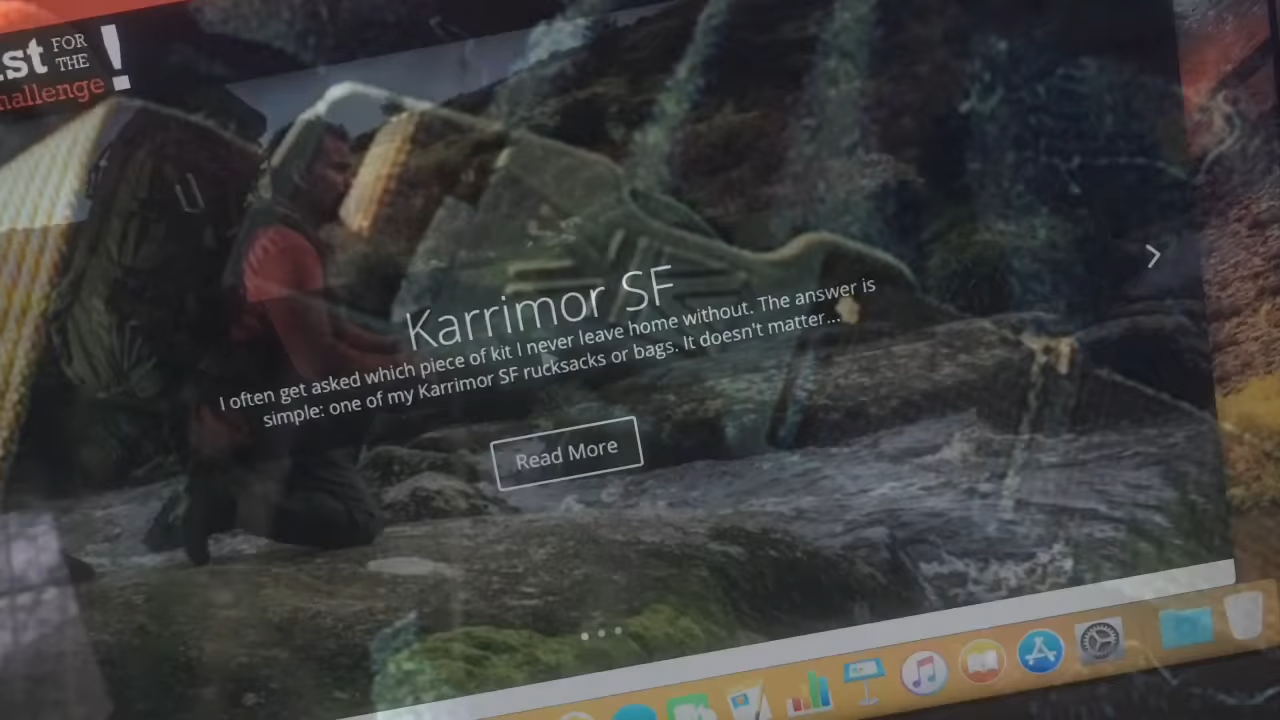 st FOR
THE
allenge!
Karrimor SF
I often get asked which piece of kit I never leave home without. The answer is
simple: one of my Karrimor SF rucksacks or bags. It doesn't matter...
Read More